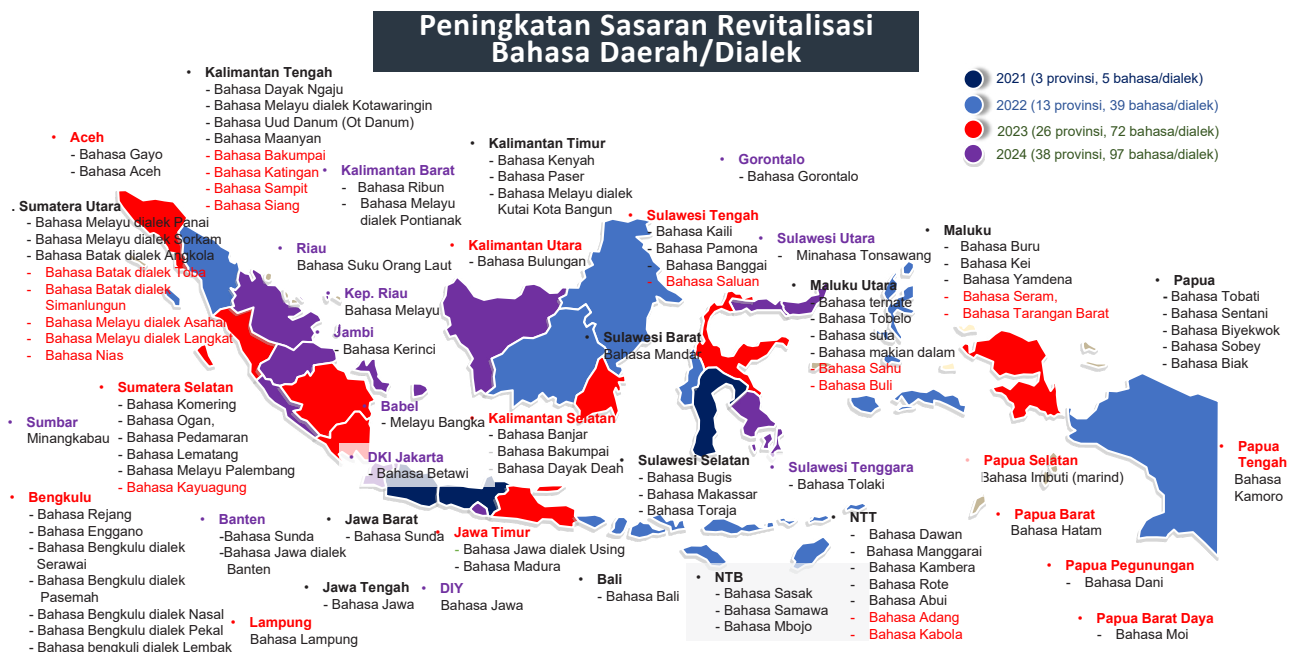 Peningkatan Sasaran Revitalisasi
Bahasa Daerah/Dialek
2021 (3 provinsi, 5 bahasa/dialek)
2022 (13 provinsi, 39 bahasa/dialek)
2023 (26 provinsi, 72 bahasa/dialek)
2024 (38 provinsi, 97 bahasa/dialek)
• Kalimantan Tengah
- Bahasa Dayak Ngaju
- Bahasa Melayu dialek Kotawaringin
- Bahasa Uud Danum (Ot Danum)
- Bahasa Maanyan
- Bahasa Bakumpai
- Bahasa Katingan
- Bahasa Sampit
- Bahasa Siang
• Aceh
- Bahasa Gayo
- Bahasa Aceh
• Kalimantan Barat
- Bahasa Ribun
- Bahasa Melayu
dialek Pontianak
• Kalimantan Timur
- Bahasa Kenyah
- Bahasa Paser
- Bahasa Melayu dialek
Kutai Kota Bangun
• Gorontalo
- Bahasa Gorontalo
. Sumatera Utara
- Bahasa Melayu dialek Panai
- Bahasa Melayu dialek Sorkam
- Bahasa Batak dialek Angkola
- Bahasa Batak dialek Toba
- Bahasa Batak dialek
Simanlungun
- Bahasa Melayu dialek Asahan
- Bahasa Melayu dialek Langkat
- Bahasa Nias
• Riau
Bahasa Suku Orang Laut
• Kep. Riau
Bahasa Melayu
• Jambi
- Bahasa Kerinci
• Kalimantan Utara
- Bahasa Bulungan
• Sulawesi Tengah
- Bahasa Kaili
- Bahasa Pamona
- Bahasa Banggai
- Bahasa Saluan
• Sulawesi Utara
- Minahasa Tonsawang
• Maluku Utara
- Bahasa ternate
- Bahasa Tobelo
- Bahasa sula
- Bahasa makian dalam
- Bahasa Sahu
- Bahasa Buli
• Maluku
- Bahasa Buru
- Bahasa Kei
- Bahasa Yamdena
- Bahasa Seram,
- Bahasa Tarangan Barat
• Papua
- Bahasa Tobati
- Bahasa Sentani
- Bahasa Biyekwok
- Bahasa Sobey
- Bahasa Biak
• Sulawesi Barat
Bahasa Mandar
• Sumatera Selatan
- Bahasa Komering
- Bahasa Ogan,
- Bahasa Pedamaran
- Bahasa Lematang
- Bahasa Melayu Palembang
- Bahasa Kayuagung
• Sumbar
Minangkabau
Babel
- Melayu Bangka
• DKI Jakarta
- Bahasa Betawi
• Kalimantan Selatan
- Bahasa Banjar
- Bahasa Bakumpai
- Bahasa Dayak Deah
• Sulawesi Selatan
- Bahasa Bugis
- Bahasa Makassar
- Bahasa Toraja
• Sulawesi Tenggara
- Bahasa Tolaki
• Papua Selatan
Bahasa Imbuti (marind)
• Papua
Tengah
Bahasa
Kamoro
• Bengkulu
- Bahasa Rejang
- Bahasa Enggano
- Bahasa Bengkulu dialek
Serawai
- Bahasa Bengkulu dialek
Pasemah
- Bahasa Bengkulu dialek Nasal
- Bahasa Bengkulu dialek Pekal
- Bahasa bengkuli dialek Lembak
• Banten
-Bahasa Sunda
-Bahasa Jawa dialek
Banten
• Jawa Barat
- Bahasa Sunda
• Jawa Timur
- Bahasa Jawa dialek Using
- Bahasa Madura
• Jawa Tengah
- Bahasa Jawa
• DIY
Bahasa Jawa
• Lampung
Bahasa Lampung
• Bali
- Bahasa Bali
• NTB
- Bahasa Sasak
- Bahasa Samawa
- Bahasa Mbojo
• NTT
- Bahasa Dawan
- Bahasa Manggarai
- Bahasa Kambera
- Bahasa Rote
- Bahasa Abui
- Bahasa Adang
- Bahasa Kabola
• Papua Barat
Bahasa Hatam
• Papua Pegunungan
- Bahasa Dani
• Papua Barat Daya
- Bahasa Moi